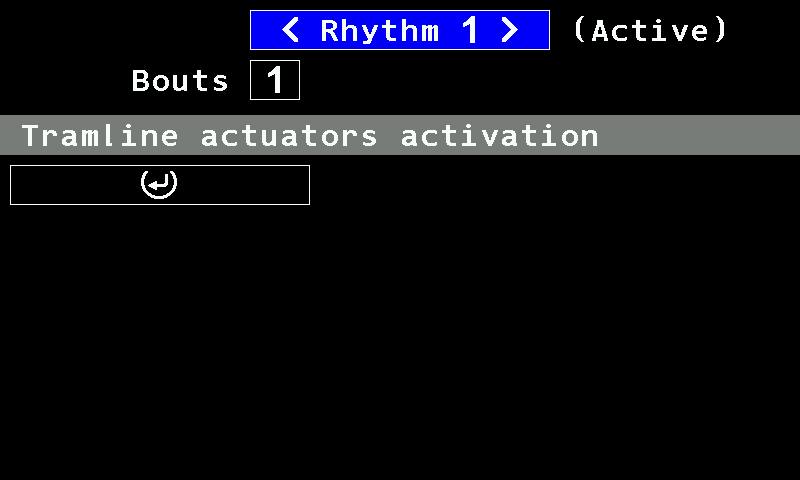 < Rhythm 1 > (Active)
Bouts 1
Tramline actuators activation